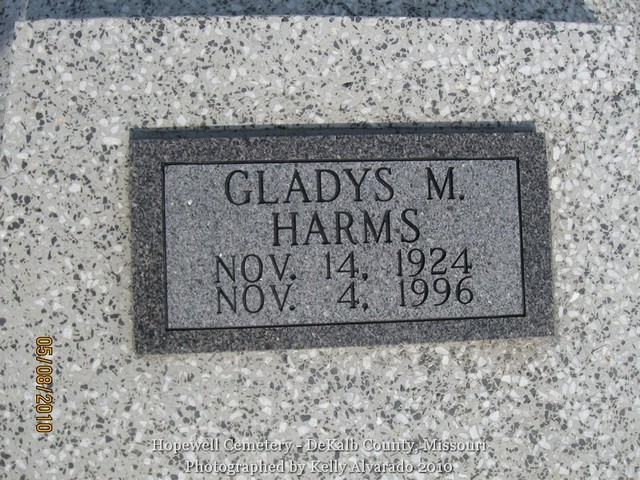 GLADYS M.
HARMS
NOV. 14, 1924
NOV. 4, 1996
05/08/2010
Hopewell Cemetery - DeKalb County, Missouri
Photographed by Kelly Alvarado 2010